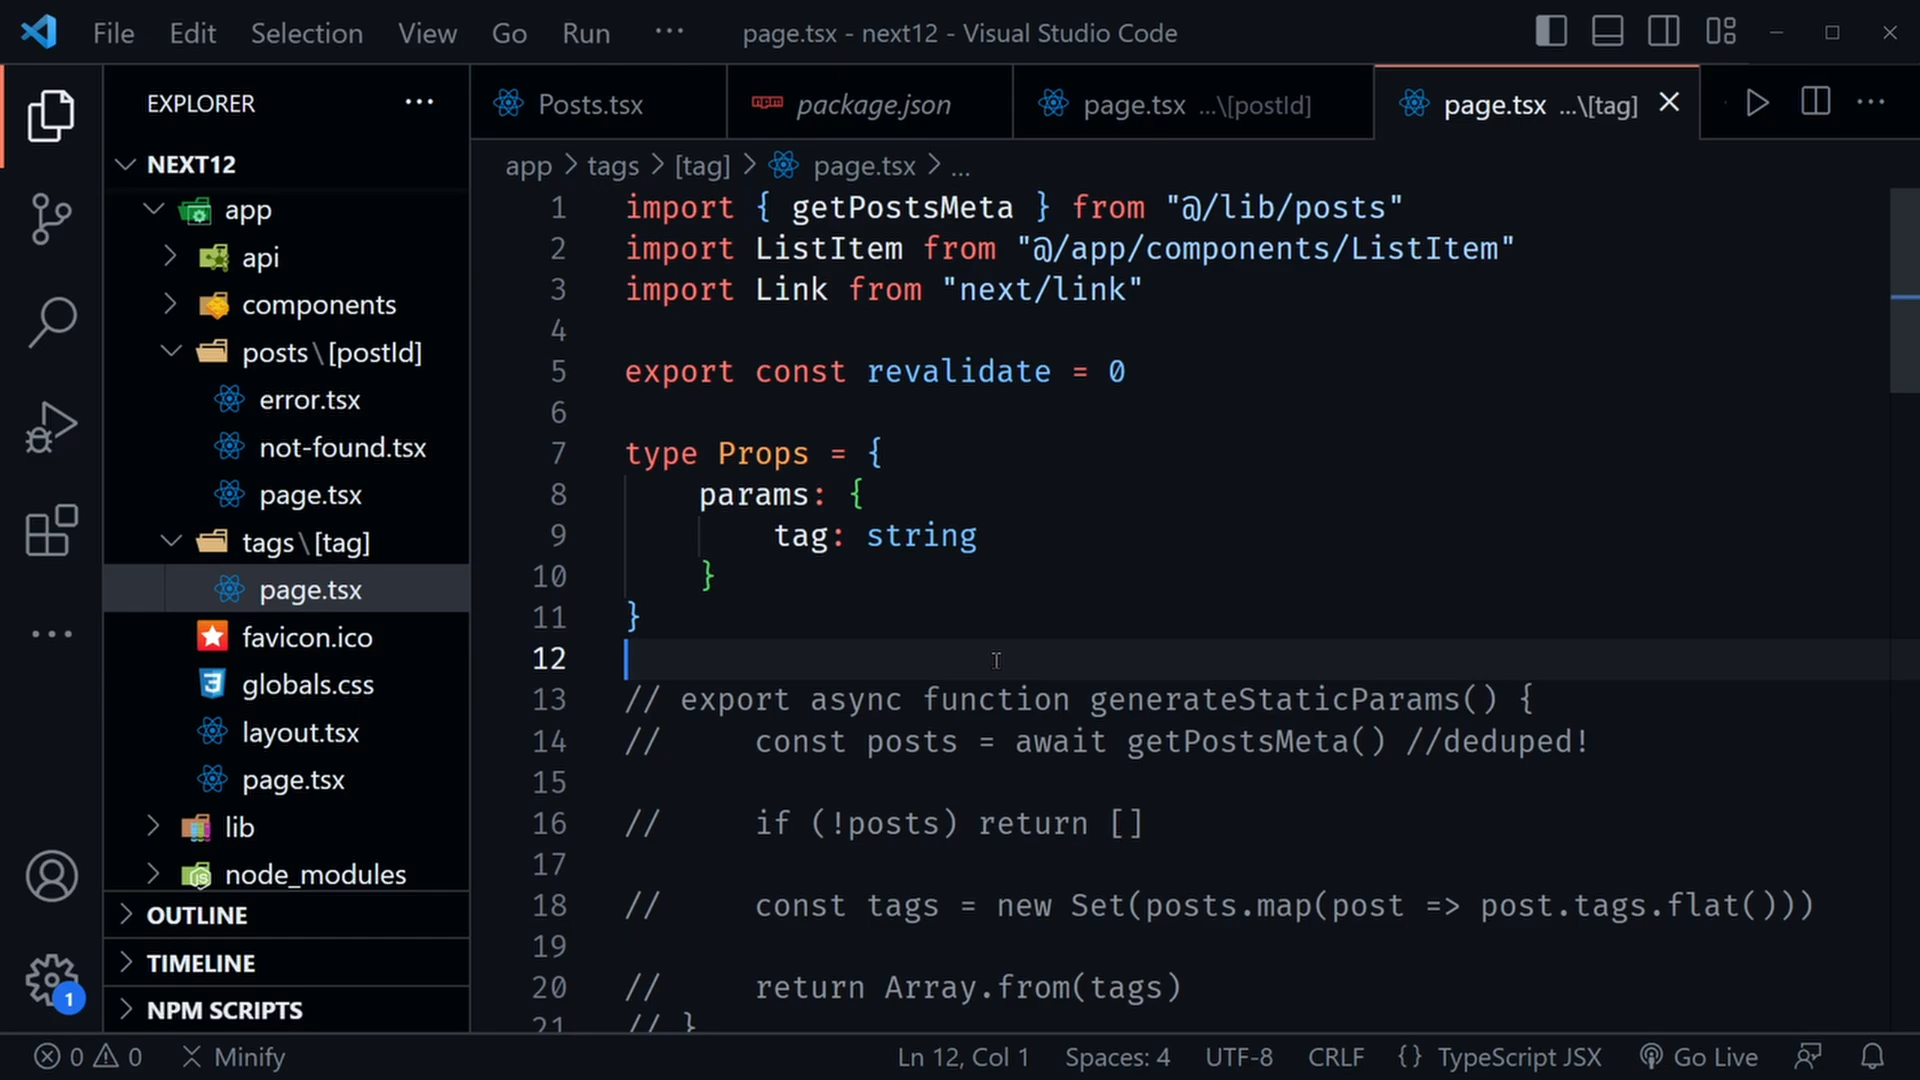 File Edit Selection View Go Run ··· page.tsx - next12 - Visual Studio Code
EXPLORER ···
NEXT12
app
api
components
posts\[postId]
error.tsx
not-found.tsx
page.tsx
tags\[tag]
page.tsx
favicon.ico
globals.css
layout.tsx
page.tsx
lib
node_modules
OUTLINE
TIMELINE
NPM SCRIPTS
1
Posts.tsx npm package.json page.tsx ...\[postId] page.tsx ...\[tag]
app > tags > [tag] > page.tsx > ...
1 import { getPostsMeta } from "@/lib/posts"
2 import ListItem from "@/app/components/ListItem"
3 import Link from "next/link"
4
5 export const revalidate = 0
6
7 type Props = {
8 params: {
9 tag: string
10 }
11 }
12
13 // export async function generateStaticParams() {
14 // const posts = await getPostsMeta() //deduped!
15
16 // if (!posts) return []
17
18 // const tags = new Set(posts.map(post => post.tags.flat()))
19
20 // return Array.from(tags)
21 // }
0 0 Minify Ln 12, Col 1 Spaces: 4 UTF-8 CRLF {} TypeScript JSX Go Live